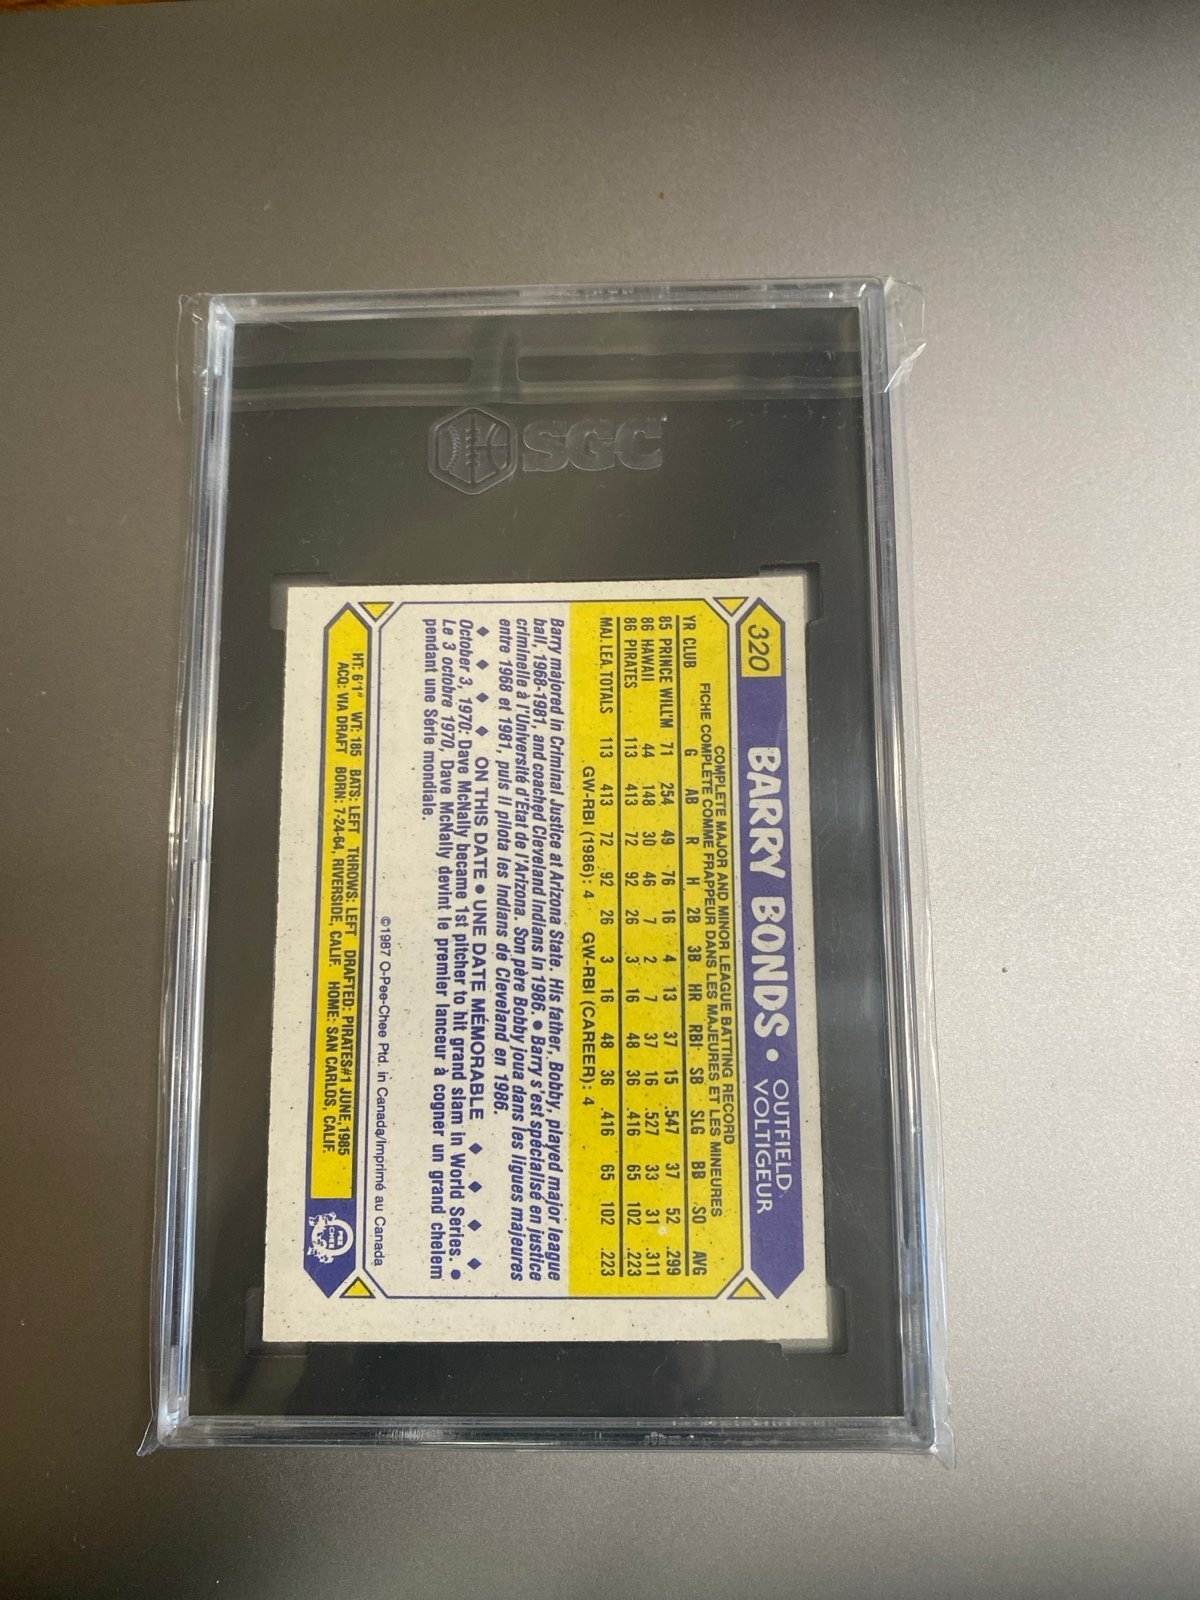 SGC
320 BARRY BONDS • OUTFIELD
VOLTIGEUR
COMPLETE MAJOR AND MINOR LEAGUE BATTING RECORD
FICHE COMPLÈTE COMME FRAPPEUR DANS LES MAJEURES ET LES MINEURES
YR CLUB G AB R H 2B 3B HR RBI SB SLG BB SO AVG
85 PRINCE WILL'M 71 254 49 76 16 4 13 37 15 .547 37 52 .299
86 HAWAII 44 148 30 46 7 2 7 37 16 .527 33 31 .311
86 PIRATES 113 413 72 92 26 3 16 48 36 .416 65 102 .223
MAJ. LEA. TOTALS 113 413 72 92 26 3 16 48 36 .416 65 102 .223
GW-RBI (1986): 4 GW-RBI (CAREER): 4
Barry majored in Criminal Justice at Arizona State. His father, Bobby, played major league
ball, 1968-1981, and coached Cleveland Indians in 1986. • Barry s'est spécialisé en justice
criminelle à l'Université d'État de l'Arizona. Son père Bobby joua dans les ligues majeures
entre 1968 et 1981, puis il pilota les Indians de Cleveland en 1986.
◆ ◆ ◆ ◆ ON THIS DATE • UNE DATE MÉMORABLE ◆ ◆ ◆ ◆
October 3, 1970: Dave McNally became 1st pitcher to hit grand slam in World Series. •
Le 3 octobre 1970, Dave McNally devint le premier lanceur à cogner un grand chelem
pendant une Série mondiale.
©1987 O-Pee-Chee Ptd. in Canada/Imprimé au Canada
HT: 6'1" WT: 185 BATS: LEFT THROWS: LEFT DRAFTED: PIRATES#1 JUNE, 1985
ACQ: VIA DRAFT BORN: 7-24-64, RIVERSIDE, CALIF. HOME: SAN CARLOS, CALIF.
O
PEE
CHEE